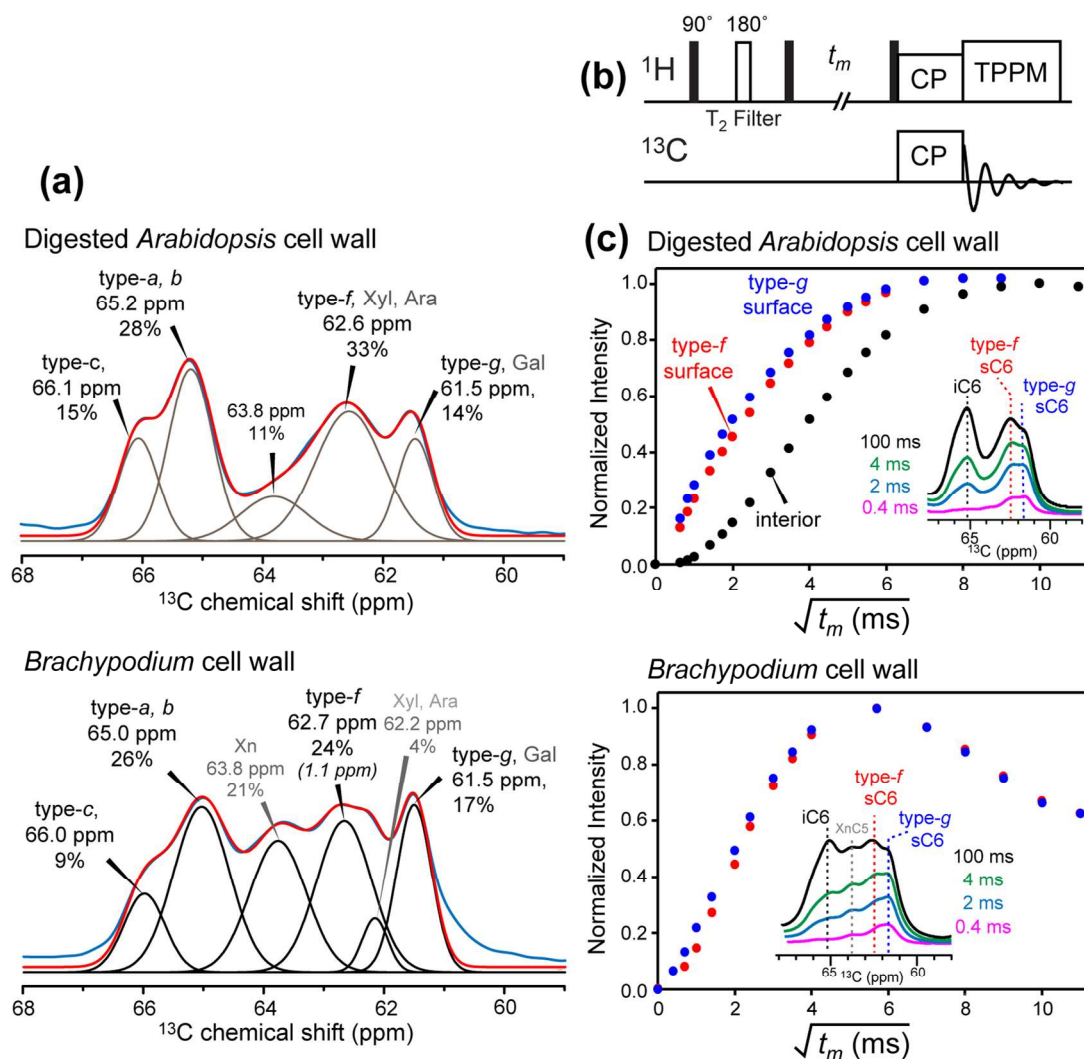 (a)
Digested Arabidopsis cell wall
type-a, b
65.2 ppm
28%
type-c,
66.1 ppm
15%
63.8 ppm
11%
type-f, Xyl, Ara
62.6 ppm
33%
type-g, Gal
61.5 ppm,
14%
68 66 64 62 60
13C chemical shift (ppm)
Brachypodium cell wall
type-a, b
65.0 ppm
26%
type-c,
66.0 ppm
9%
Xn
63.8 ppm
21%
type-f
62.7 ppm
24%
(1.1 ppm)
Xyl, Ara
62.2 ppm
4%
type-g, Gal
61.5 ppm,
17%
68 66 64 62 60
13C chemical shift (ppm)
(b)
90° 180°
1H
tm
CP
TPPM
T2 Filter
13C
CP
(c)
Digested Arabidopsis cell wall
Normalized Intensity
1.0
0.8
0.6
0.4
0.2
0.0
type-g
surface
type-f
surface
interior
type-f
sC6
type-g
sC6
iC6
100 ms
4 ms
2 ms
0.4 ms
65 60
13C (ppm)
0 2 4 6 8 10
√tm (ms)
Brachypodium cell wall
Normalized Intensity
1.0
0.8
0.6
0.4
0.2
0.0
type-f
sC6
iC6
XnC5
type-g
sC6
100 ms
4 ms
2 ms
0.4 ms
65 60
13C (ppm)
0 2 4 6 8 10
√tm (ms)